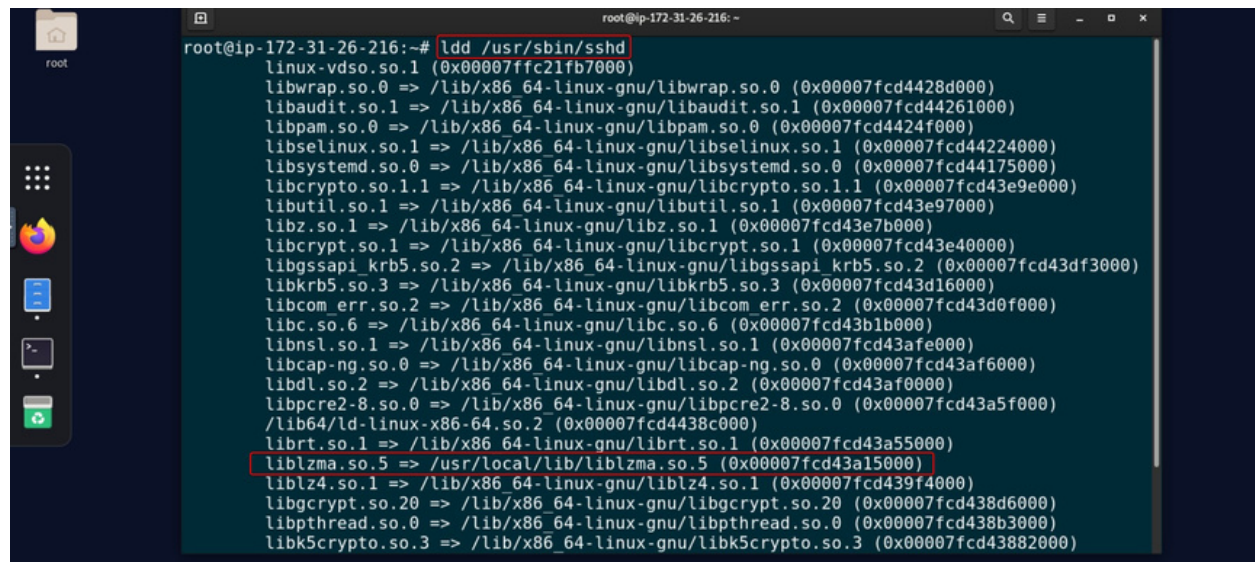 root@ip-172-31-26-216: ~
root
root@ip-172-31-26-216:~# ldd /usr/sbin/sshd
linux-vdso.so.1 (0x00007ffc21fb7000)
libwrap.so.0 => /lib/x86_64-linux-gnu/libwrap.so.0 (0x00007fcd4428d000)
libaudit.so.1 => /lib/x86_64-linux-gnu/libaudit.so.1 (0x00007fcd44261000)
libpam.so.0 => /lib/x86_64-linux-gnu/libpam.so.0 (0x00007fcd4424f000)
libselinux.so.1 => /lib/x86_64-linux-gnu/libselinux.so.1 (0x00007fcd44224000)
libsystemd.so.0 => /lib/x86_64-linux-gnu/libsystemd.so.0 (0x00007fcd44175000)
libcrypto.so.1.1 => /lib/x86_64-linux-gnu/libcrypto.so.1.1 (0x00007fcd43e9e000)
libutil.so.1 => /lib/x86_64-linux-gnu/libutil.so.1 (0x00007fcd43e97000)
libz.so.1 => /lib/x86_64-linux-gnu/libz.so.1 (0x00007fcd43e7b000)
libcrypt.so.1 => /lib/x86_64-linux-gnu/libcrypt.so.1 (0x00007fcd43e40000)
libgssapi_krb5.so.2 => /lib/x86_64-linux-gnu/libgssapi_krb5.so.2 (0x00007fcd43df3000)
libkrb5.so.3 => /lib/x86_64-linux-gnu/libkrb5.so.3 (0x00007fcd43d16000)
libcom_err.so.2 => /lib/x86_64-linux-gnu/libcom_err.so.2 (0x00007fcd43d0f000)
libc.so.6 => /lib/x86_64-linux-gnu/libc.so.6 (0x00007fcd43b1b000)
libnsl.so.1 => /lib/x86_64-linux-gnu/libnsl.so.1 (0x00007fcd43afe000)
libcap-ng.so.0 => /lib/x86_64-linux-gnu/libcap-ng.so.0 (0x00007fcd43af6000)
libdl.so.2 => /lib/x86_64-linux-gnu/libdl.so.2 (0x00007fcd43af0000)
libpcre2-8.so.0 => /lib/x86_64-linux-gnu/libpcre2-8.so.0 (0x00007fcd43a5f000)
/lib64/ld-linux-x86-64.so.2 (0x00007fcd4438c000)
librt.so.1 => /lib/x86_64-linux-gnu/librt.so.1 (0x00007fcd43a55000)
liblzma.so.5 => /usr/local/lib/liblzma.so.5 (0x00007fcd43a15000)
liblz4.so.1 => /lib/x86_64-linux-gnu/liblz4.so.1 (0x00007fcd439f4000)
libgcrypt.so.20 => /lib/x86_64-linux-gnu/libgcrypt.so.20 (0x00007fcd438d6000)
libpthread.so.0 => /lib/x86_64-linux-gnu/libpthread.so.0 (0x00007fcd438b3000)
libk5crypto.so.3 => /lib/x86_64-linux-gnu/libk5crypto.so.3 (0x00007fcd43882000)